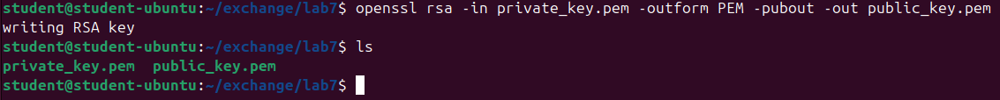 student@student-ubuntu:~/exchange/lab7$ openssl rsa -in private_key.pem -outform PEM -pubout -out public_key.pem
writing RSA key
student@student-ubuntu:~/exchange/lab7$ ls
private_key.pem  public_key.pem
student@student-ubuntu:~/exchange/lab7$